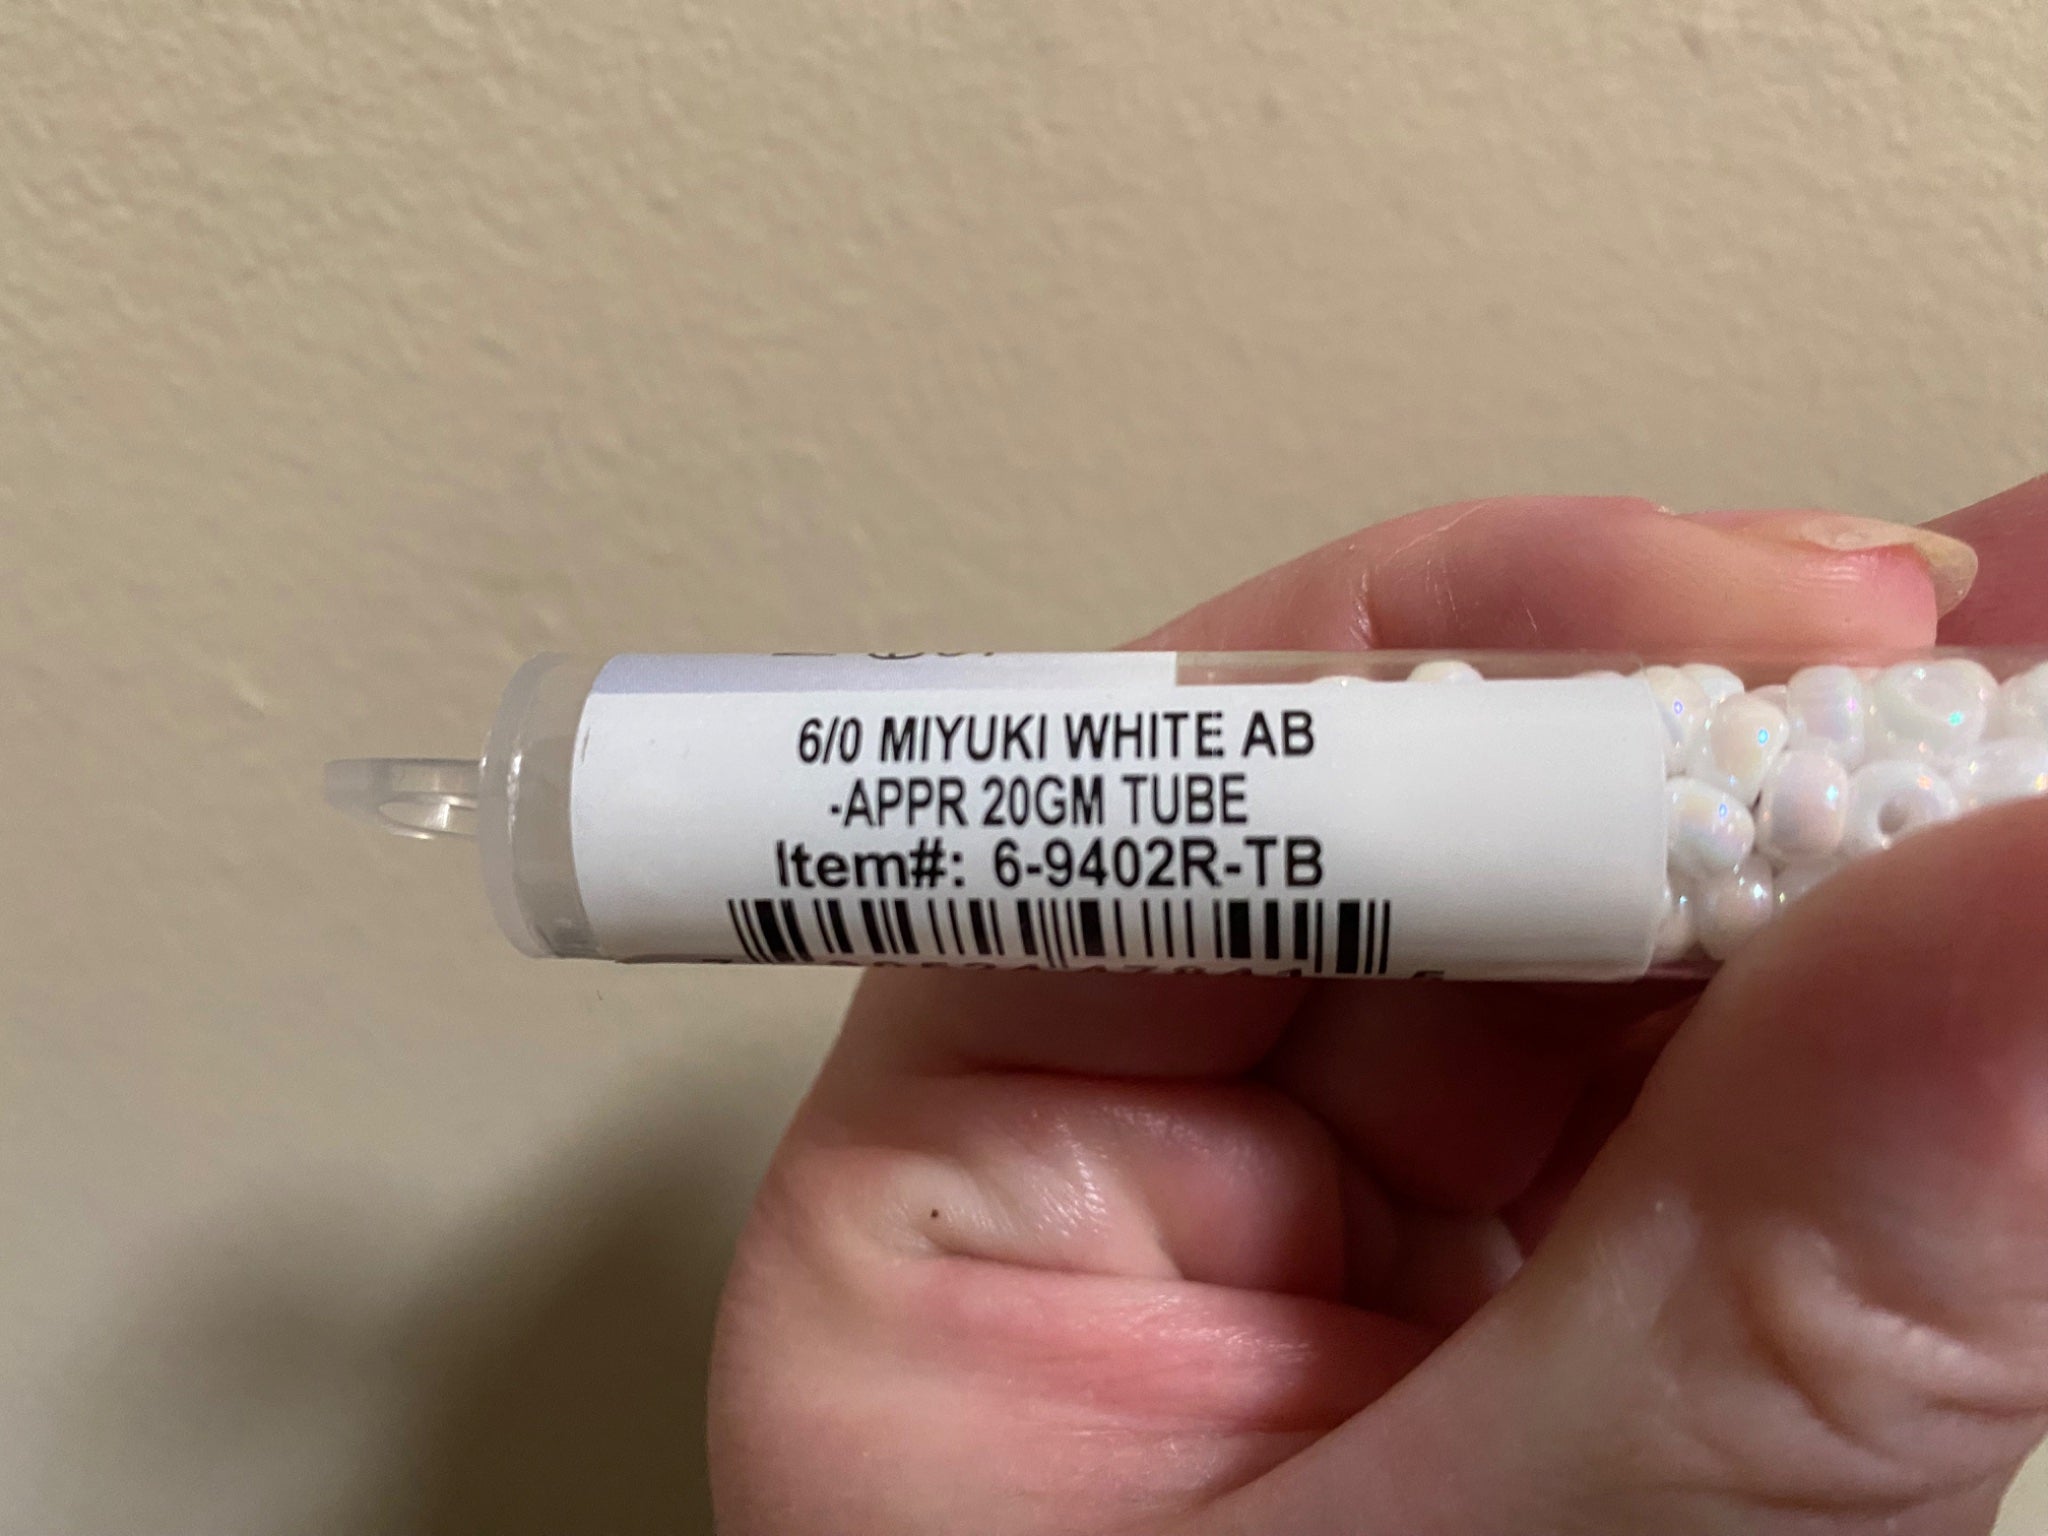 6/0 MIYUKI WHITE AB
-APPR 20GM TUBE
Item#: 6-9402R-TB